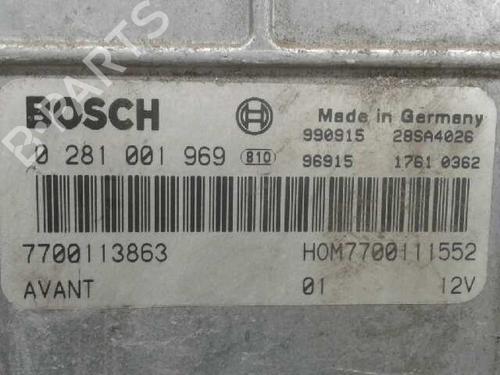 BOSCH Made in Germany
990915 28SA4026
0 281 001 969 810 96915 1761 0362
7700113863 HOM7700111552
AVANT 01 12V
B-PARTS